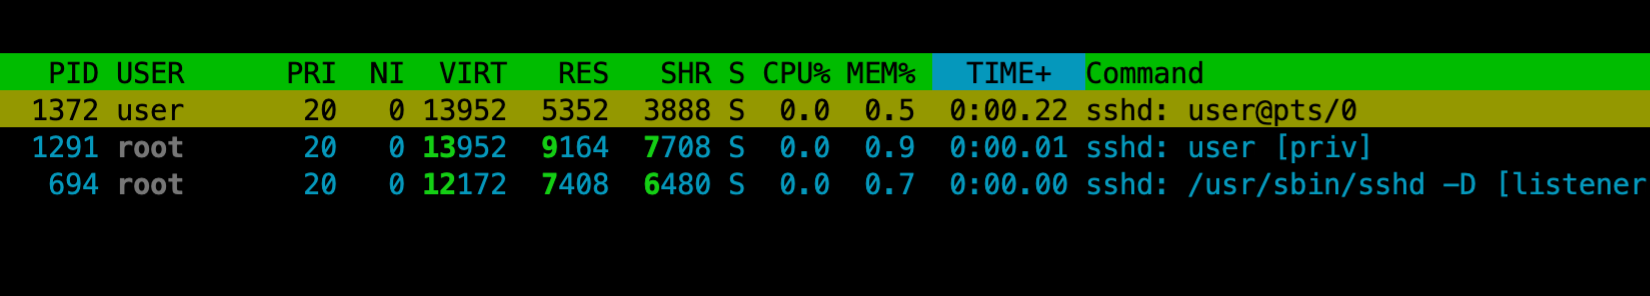 PID USER PRI NI VIRT RES SHR S CPU% MEM% TIME+ Command
1372 user 20 0 13952 5352 3888 S 0.0 0.5 0:00.22 sshd: user@pts/0
1291 root 20 0 13952 9164 7708 S 0.0 0.9 0:00.01 sshd: user [priv]
694 root 20 0 12172 7408 6480 S 0.0 0.7 0:00.00 sshd: /usr/sbin/sshd -D [listener